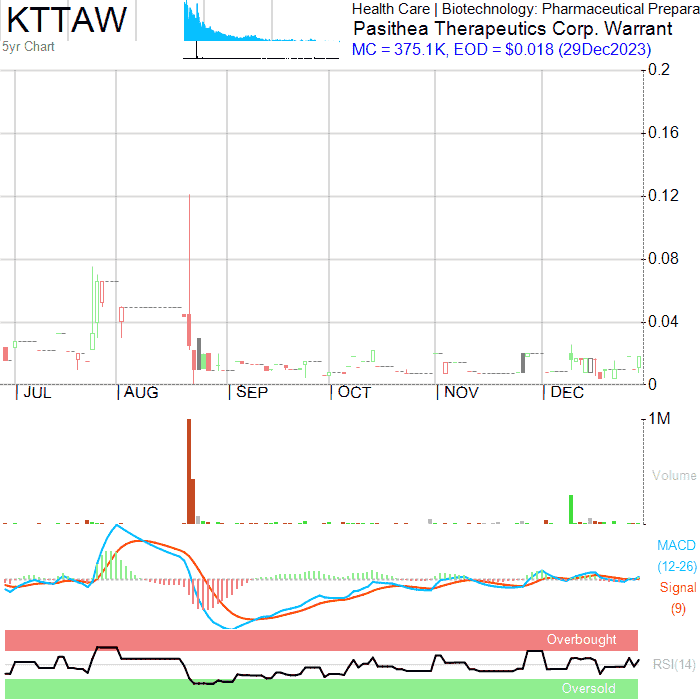 KTTAW
5yr Chart
Health Care | Biotechnology: Pharmaceutical Prepara
Pasithea Therapeutics Corp. Warrant
MC = 375.1K, EOD = $0.018 (29Dec2023)
0.2
0.16
0.12
0.08
0.04
0
JUL AUG SEP OCT NOV DEC
1M
Volume
MACD
(12-26)
Signal
(9)
Overbought
RSI(14)
Oversold